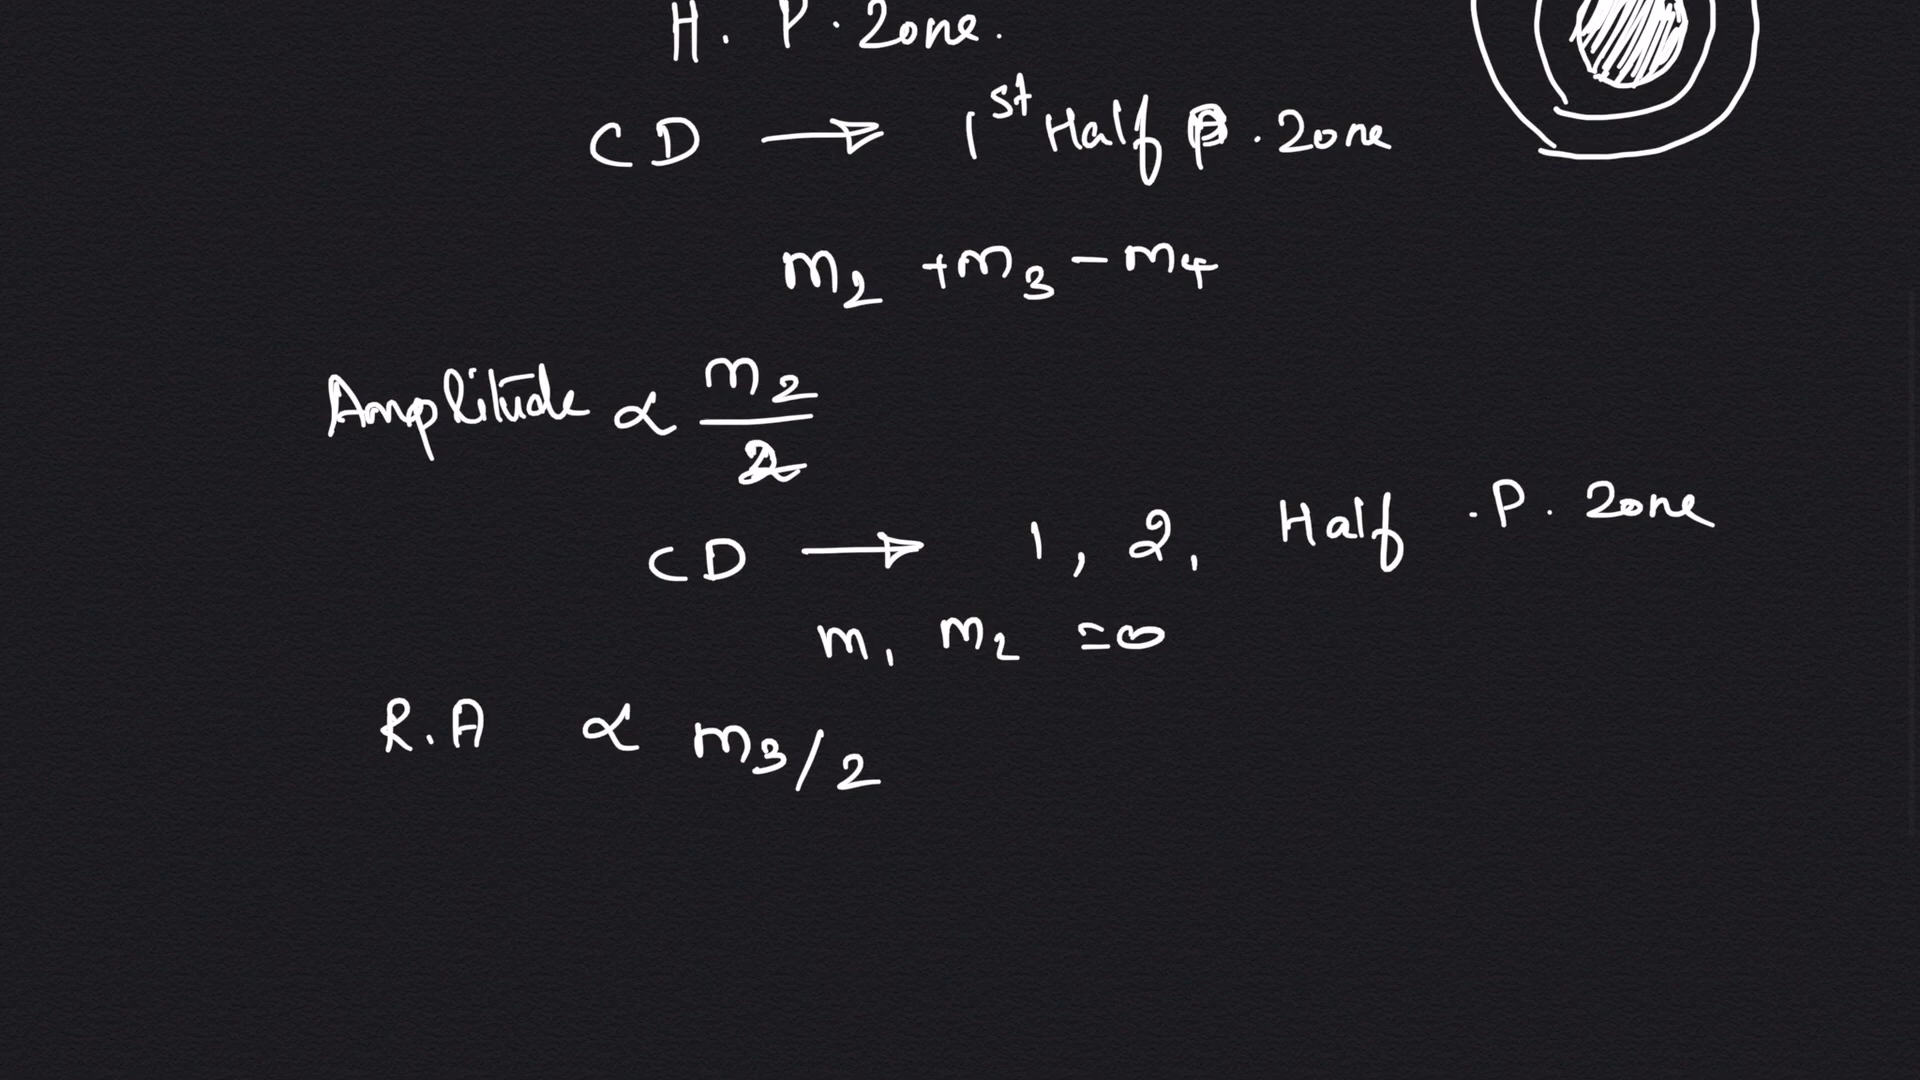 H. P. Zone.
CD → 1st Half P. Zone
m2 + m3 - m4
Amplitude ∝ m2/2
CD → 1, 2, Half . P. Zone
m1 m2 = 0
R.A ∝ m3/2